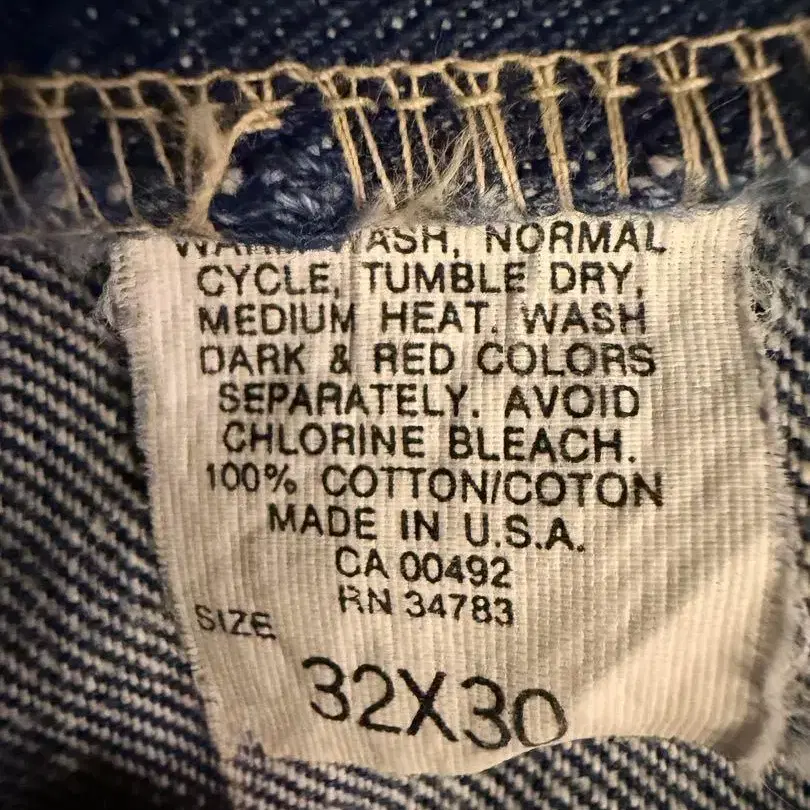 WARM WASH, NORMAL
CYCLE, TUMBLE DRY,
MEDIUM HEAT. WASH
DARK & RED COLORS
SEPARATELY. AVOID
CHLORINE BLEACH.
100% COTTON/COTON
MADE IN U.S.A.
CA 00492
RN 34783
SIZE
32X30